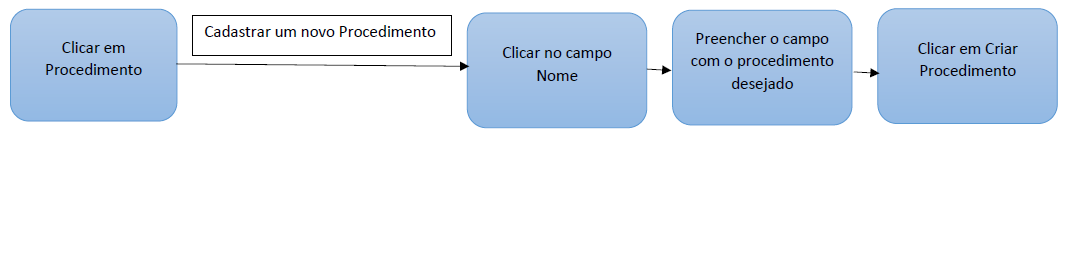 Clicar em
Procedimento
Cadastrar um novo Procedimento
Clicar no campo
Nome
Preencher o campo
com o procedimento
desejado
Clicar em Criar
Procedimento